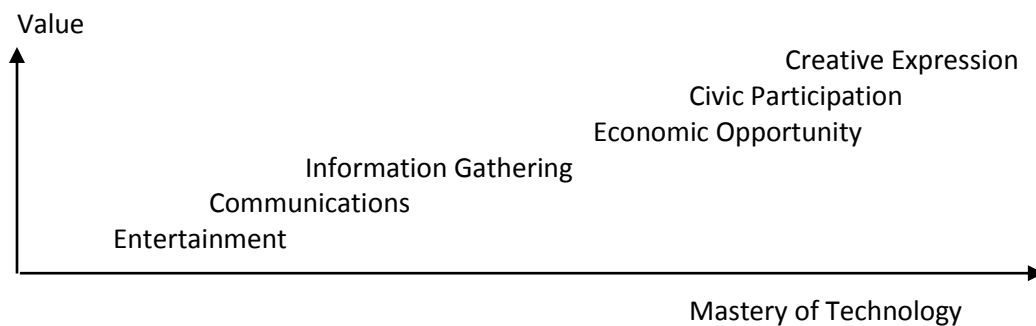 Value
Creative Expression
Civic Participation
Economic Opportunity
Information Gathering
Communications
Entertainment
Mastery of Technology